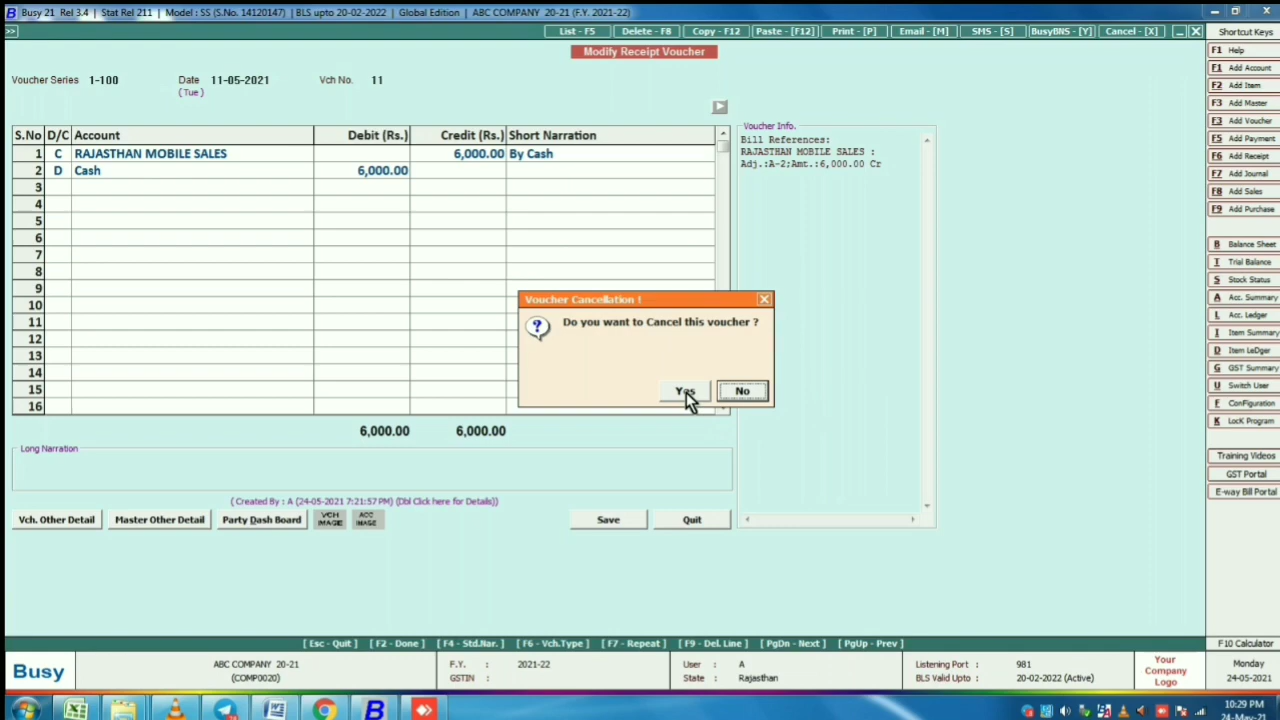 Busy 21 Rel 3.4 | Stat Rel 211 | Model : SS (S.No. 14120147) | BLS upto 20-02-2022 | Global Edition | ABC COMPANY 20-21 (F.Y. 2021-22)
>> List - F5 Delete - F8 Copy - F12 Paste - [F12] Print - [P] Email - [M] SMS - [S] BusyBNS - [Y] Cancel - [X] Shortcut Keys
Modify Receipt Voucher
Voucher Series 1-100 Date 11-05-2021 Vch No. 11
( Tue )
S.No D/C Account Debit (Rs.) Credit (Rs.) Short Narration
1 C RAJASTHAN MOBILE SALES 6,000.00 By Cash
2 D Cash 6,000.00
3
4
5
6
7
8
9
10
11
12
13
14
15
16
6,000.00 6,000.00
Voucher Info.
Bill References:
RAJASTHAN MOBILE SALES :
Adj.:A-2;Amt.:6,000.00 Cr
Voucher Cancellation !
Do you want to Cancel this voucher ?
Yes No
Long Narration
( Created By : A (24-05-2021 7:21:57 PM) (Dbl Click here for Details))
Vch. Other Detail Master Other Detail Party Dash Board VCH IMAGE ACC IMAGE Save Quit
F1 Help
F1 Add Account
F2 Add Item
F3 Add Master
F3 Add Voucher
F5 Add Payment
F6 Add Receipt
F7 Add Journal
F8 Add Sales
F9 Add Purchase
B Balance Sheet
T Trial Balance
S Stock Status
A Acc. Summary
L Acc. Ledger
I Item Summary
D Item LeDger
G GST Summary
U Switch User
F ConFiguration
K LocK Program
Training Videos
GST Portal
E-way Bill Portal
[ Esc - Quit ] [ F2 - Done ] [ F4 - Std.Nar. ] [ F6 - Vch.Type ] [ F7 - Repeat ] [ F9 - Del. Line ] [ PgDn - Next ] [ PgUp - Prev ] F10 Calculator
Busy
ABC COMPANY 20-21
(COMP0020)
F.Y. : 2021-22
GSTIN :
User : A
State : Rajasthan
Listening Port : 981
BLS Valid Upto : 20-02-2022 (Active)
Your
Company
Logo
Monday
24-05-2021
10:29 PM
24-May-21